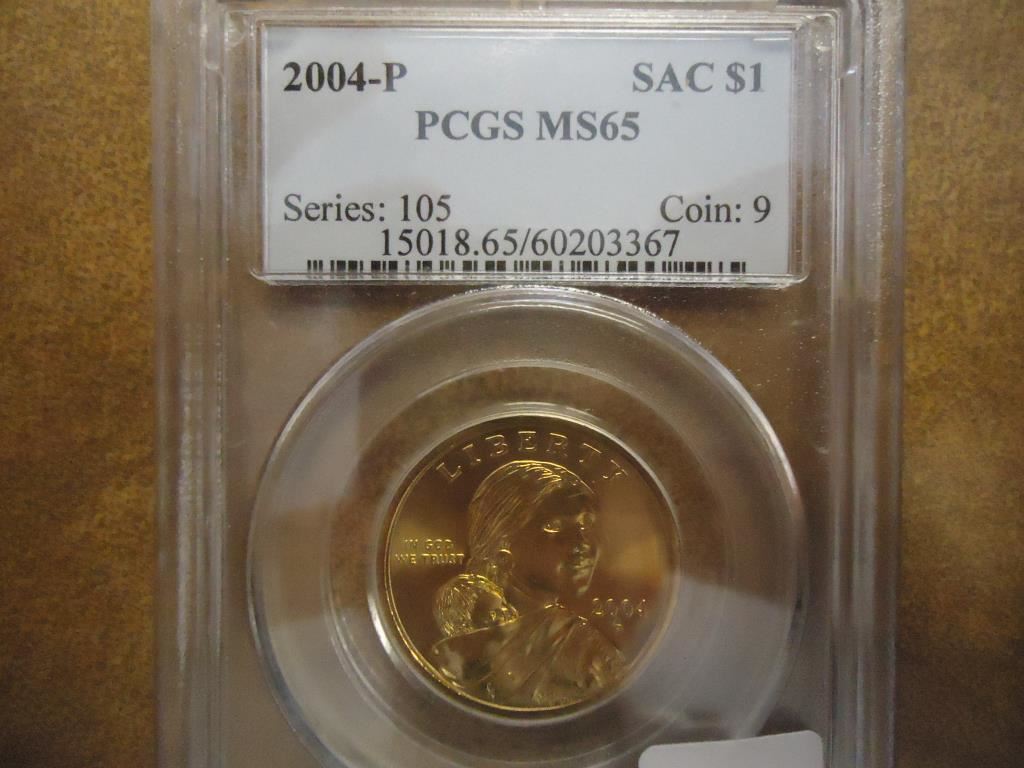 2004-P SAC $1
PCGS MS65
Series: 105 Coin: 9
15018.65/60203367
LIBERTY
IN GOD
WE TRUST
2004
P